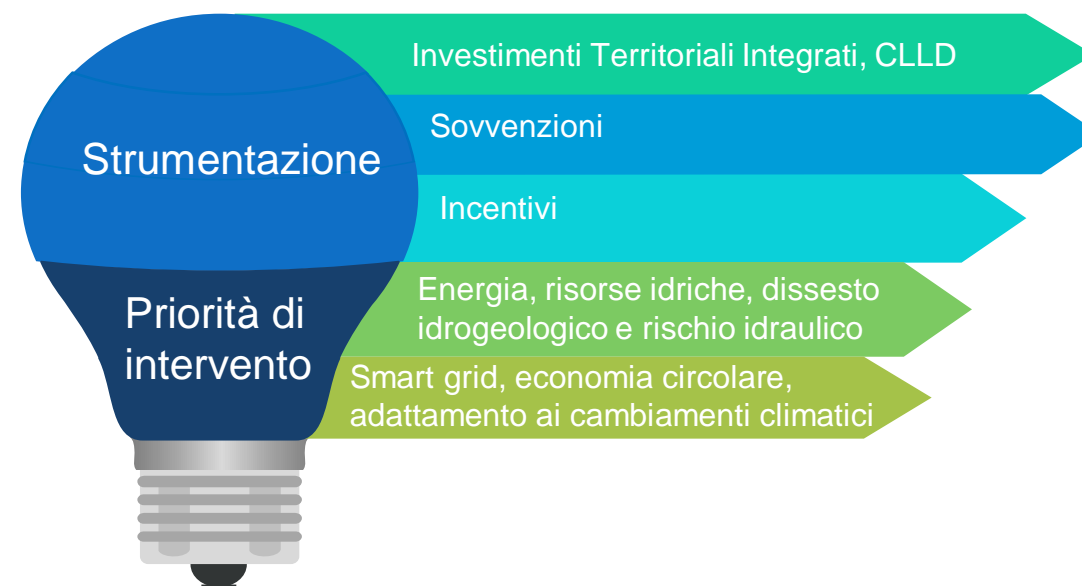 Investimenti Territoriali Integrati, CLLD
Sovvenzioni
Strumentazione
Incentivi
Energia, risorse idriche, dissesto
idrogeologico e rischio idraulico
Priorità di
intervento
Smart grid, economia circolare,
adattamento ai cambiamenti climatici